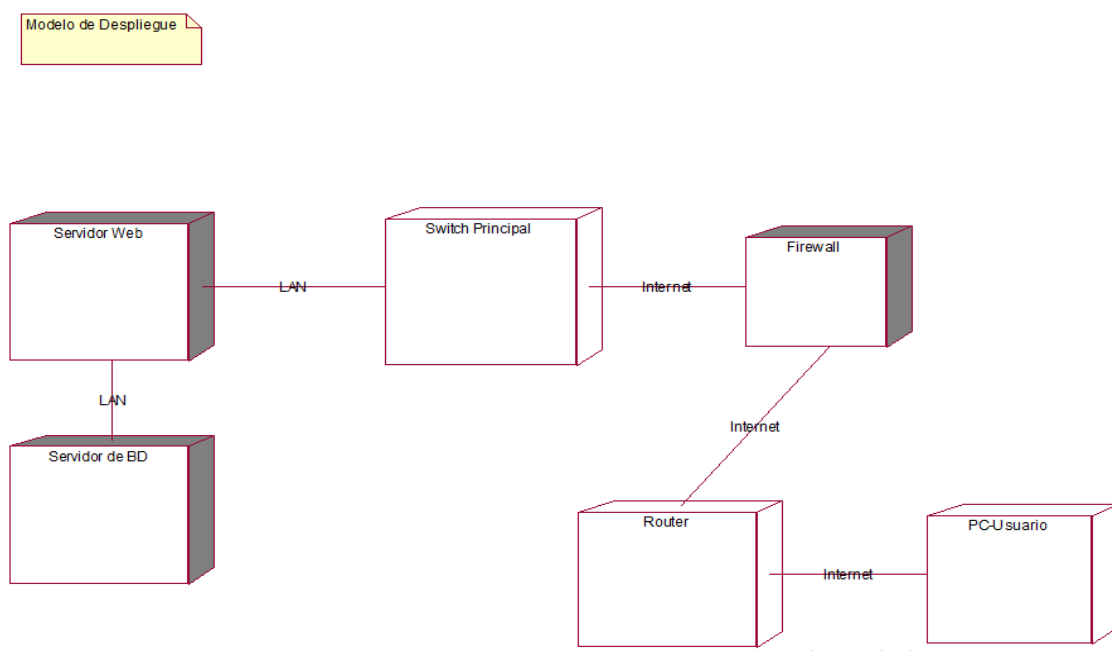 Modelo de Despliegue
Servidor Web
Switch Principal
Firewall
LAN
Internet
LAN
Internet
Servidor de BD
Router
PC-Usuario
Internet